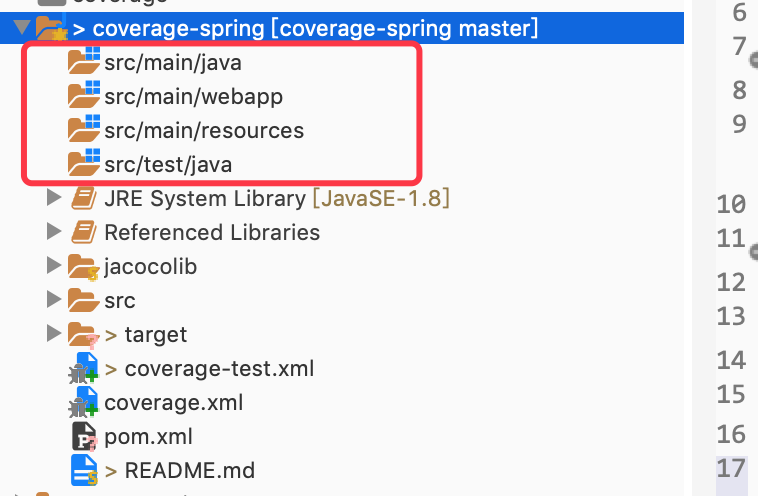 coverage
> coverage-spring [coverage-spring master]
src/main/java
src/main/webapp
src/main/resources
src/test/java
JRE System Library [JavaSE-1.8]
Referenced Libraries
jacocolib
src
> target
> coverage-test.xml
coverage.xml
pom.xml
> README.md
6
7
8
9
10
11
12
13
14
15
16
17